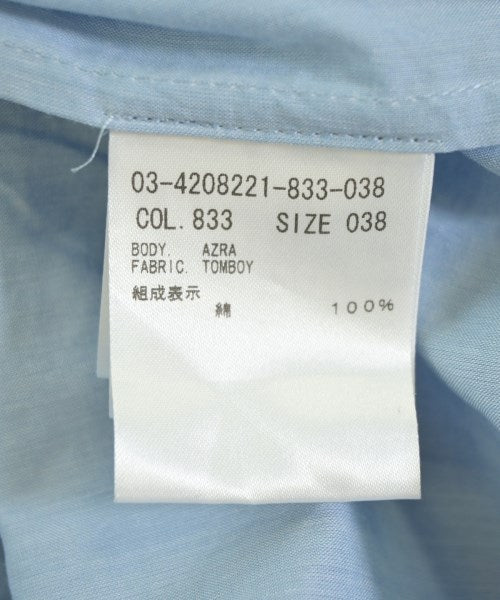 03-4208221-833-038
COL. 833 SIZE 038
BODY. AZRA
FABRIC. TOMBOY
組成表示
綿 100%